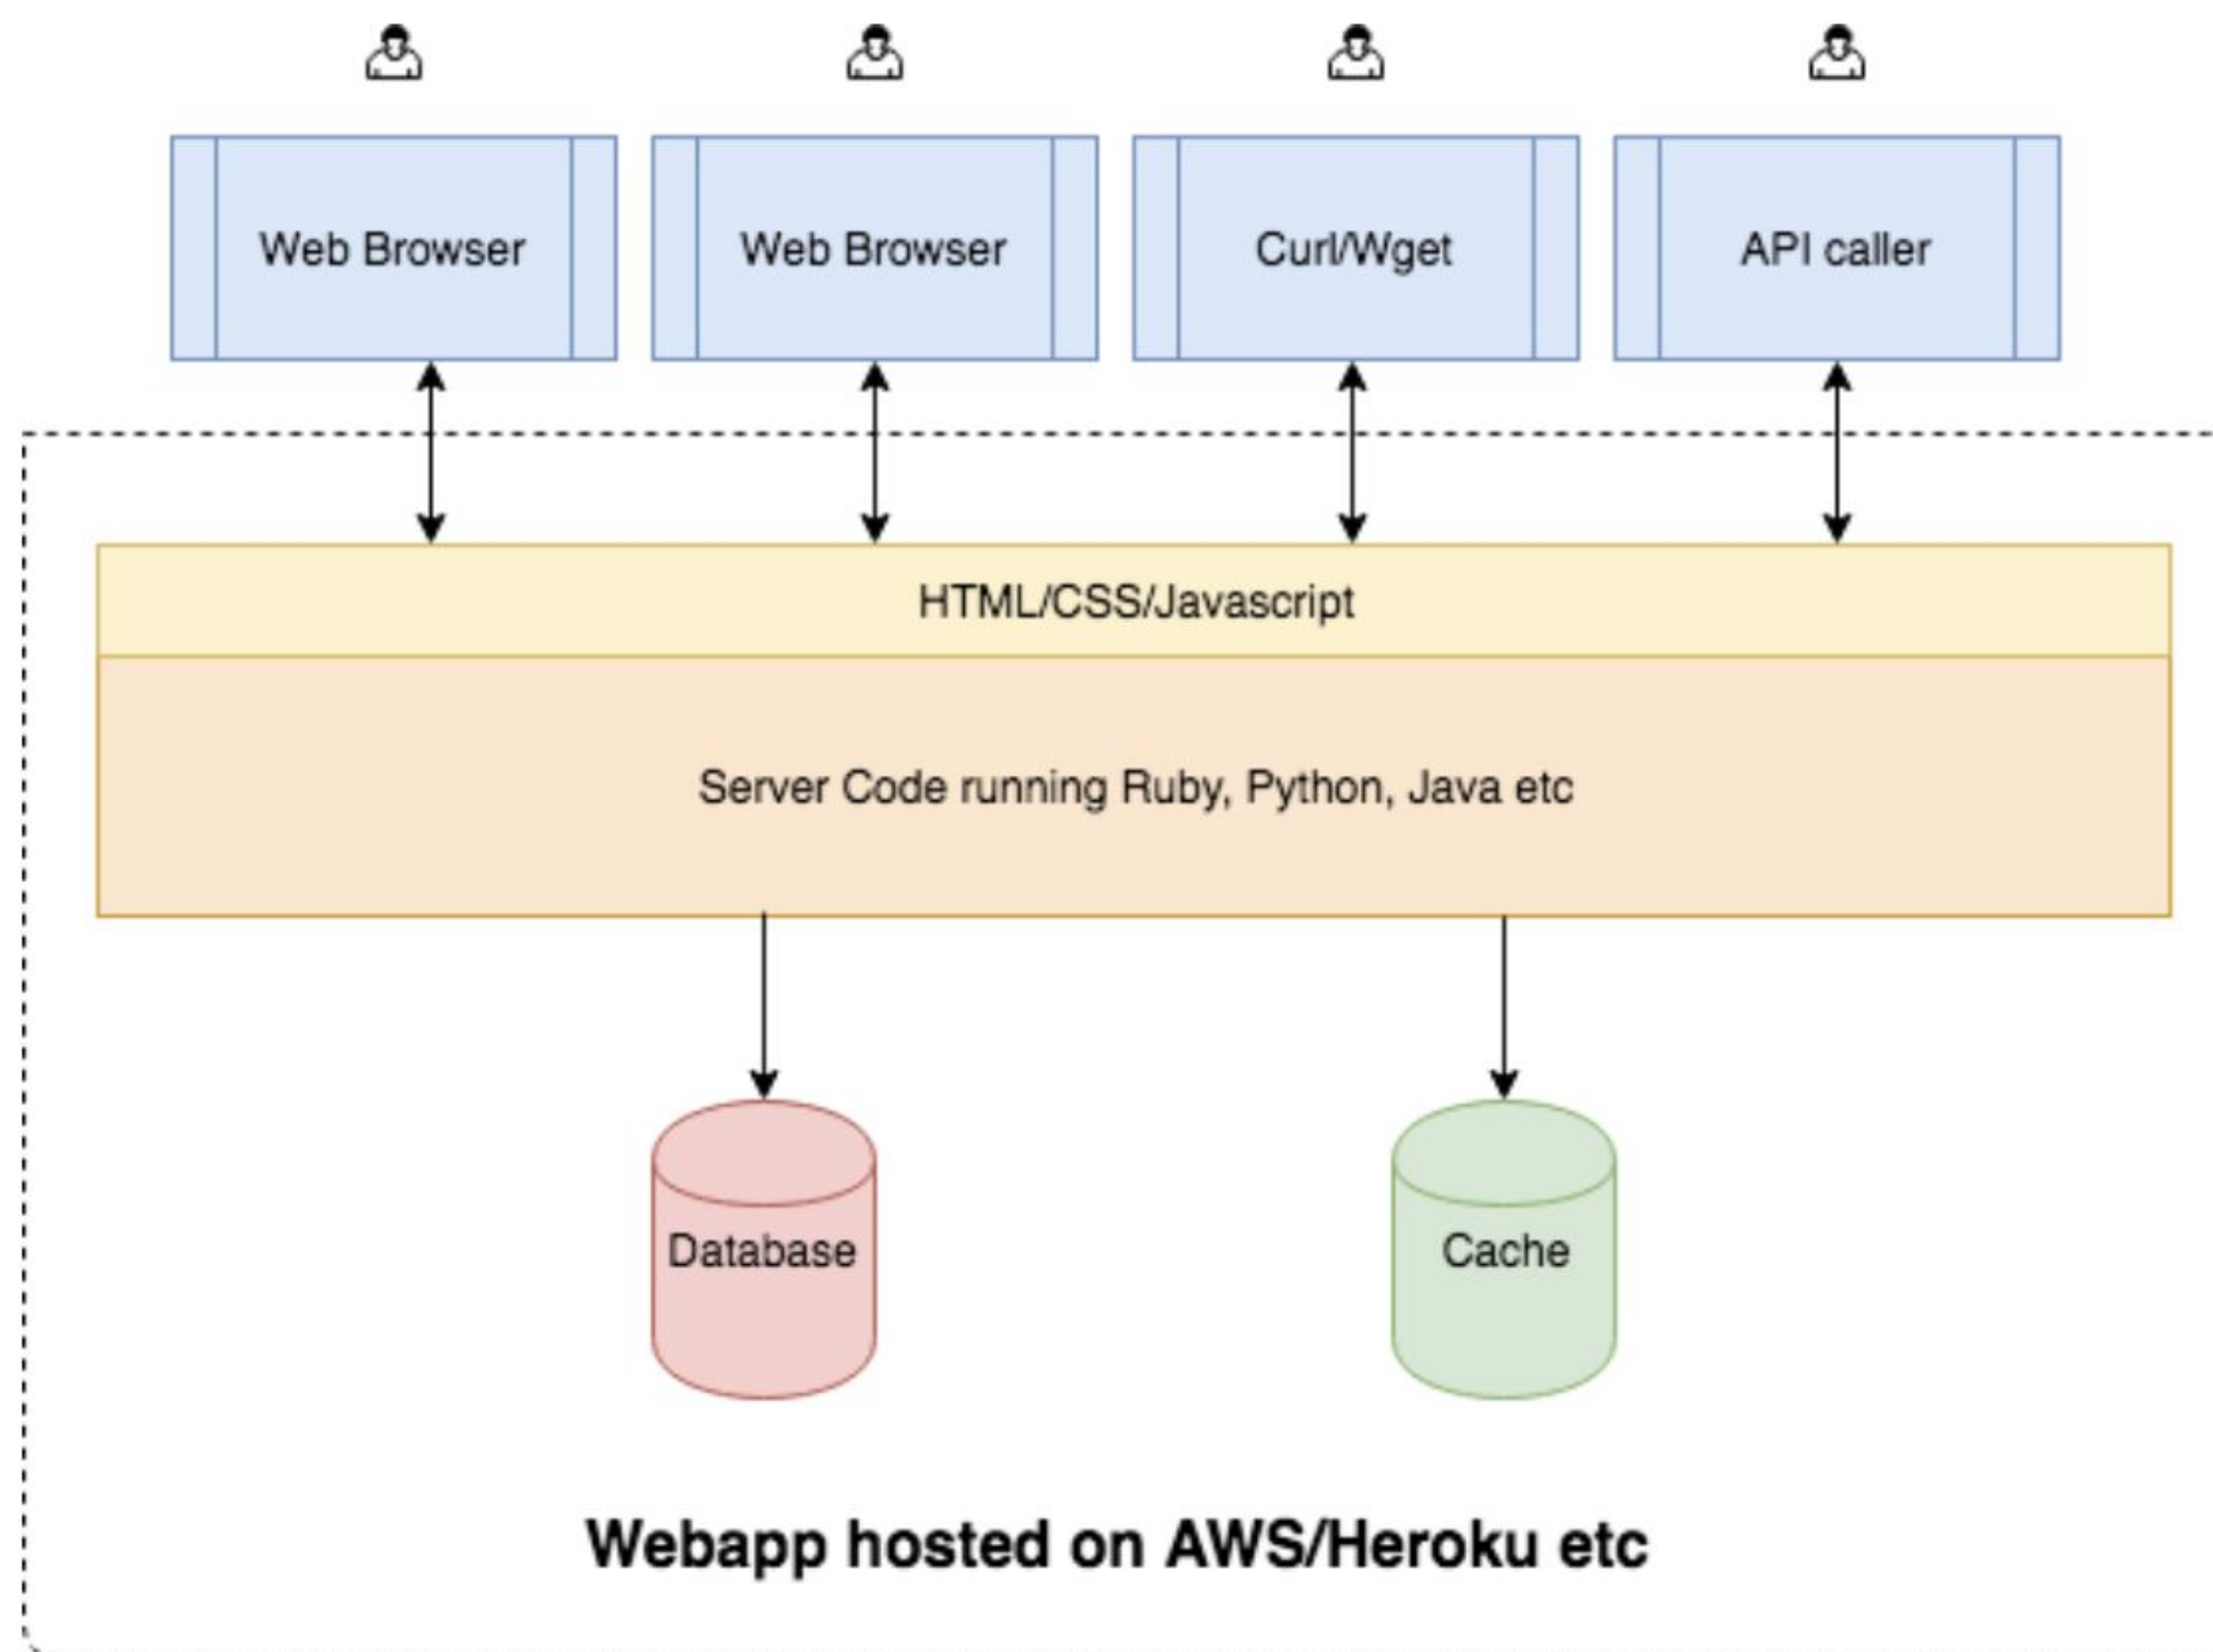 Web Browser
Web Browser
Curl/Wget
API caller
HTML/CSS/Javascript
Server Code running Ruby, Python, Java etc
Database
Cache
Webapp hosted on AWS/Heroku etc